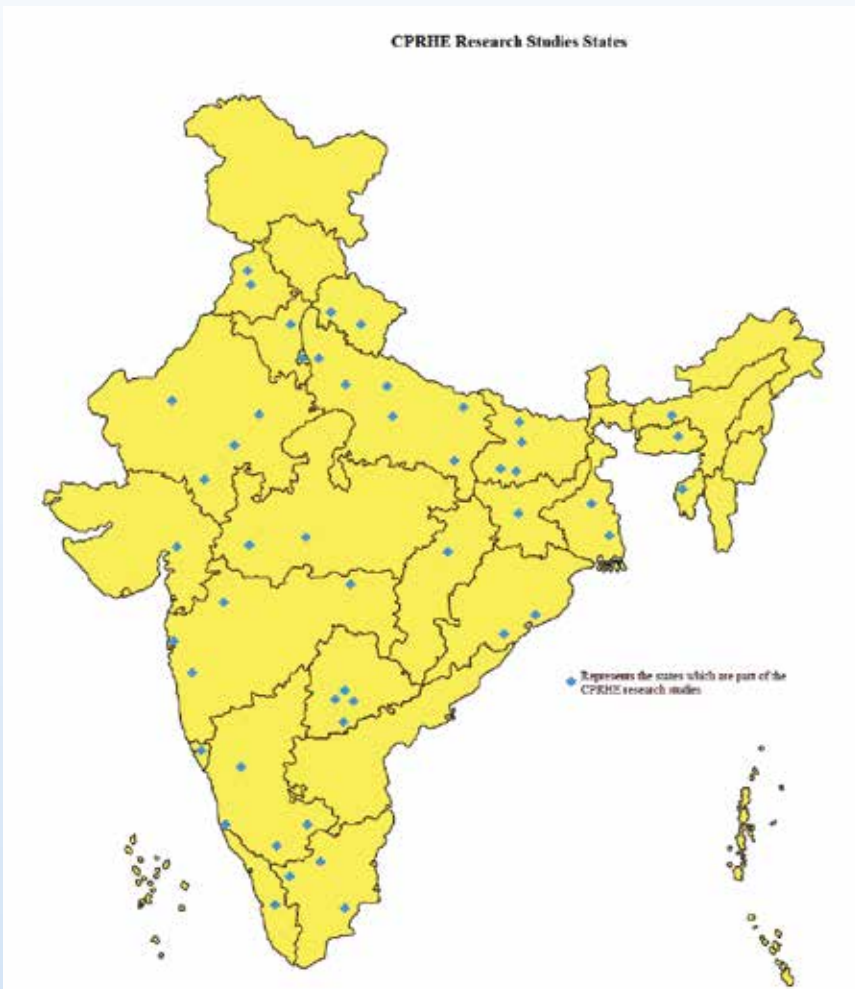 CPRHE Research Studies States
Represents the states which are part of the
CPRHE research studies